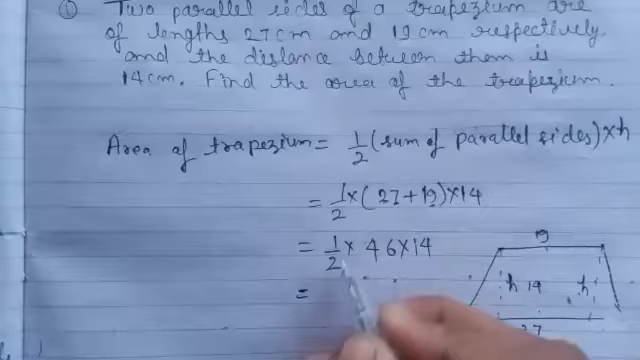 ① Two parallel sides of a trapezium are
of lengths 27cm and 19cm respectively
and the distance between them is
14cm. Find the area of the trapezium.
Area of trapezium = 1/2 (sum of parallel sides) × h
= 1/2 × (27+19) × 14
= 1/2 × 46 × 14
=
19
h 14 h
27